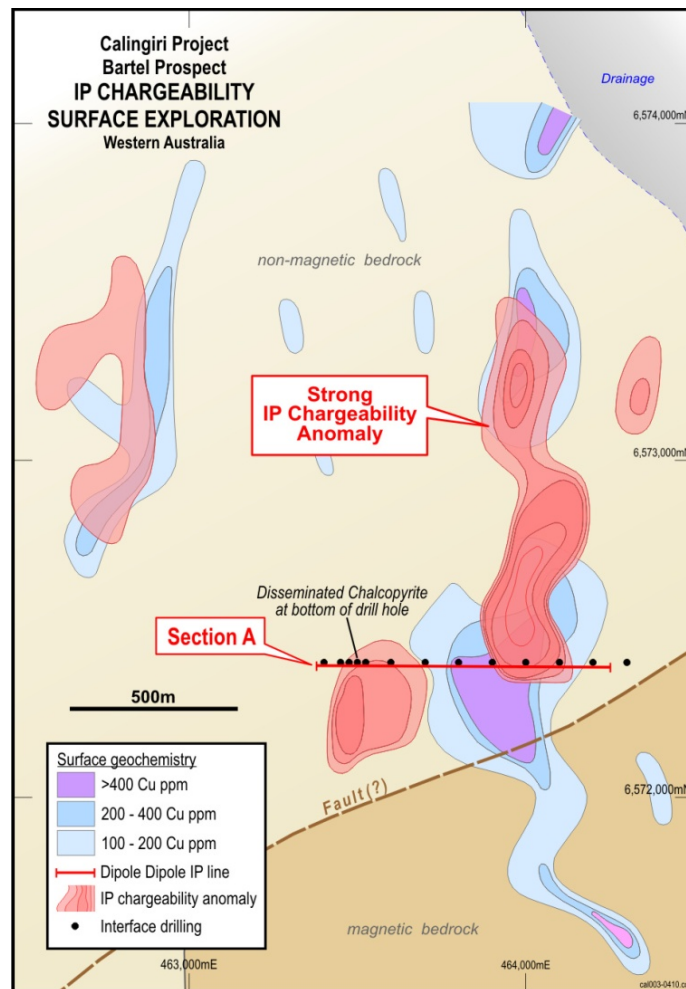 Calingiri Project
Bartel Prospect
IP CHARGEABILITY
SURFACE EXPLORATION
Western Australia
Drainage
6,574,000mN
non-magnetic bedrock
Strong
IP Chargeability
Anomaly
6,573,000mN
Disseminated Chalcopyrite
at bottom of drill hole
Section A
500m
Surface geochemistry
>400 Cu ppm
200 - 400 Cu ppm
100 - 200 Cu ppm
Dipole Dipole IP line
IP chargeability anomaly
Interface drilling
Fault (?)
6,572,000mN
magnetic bedrock
463,000mE
464,000mE